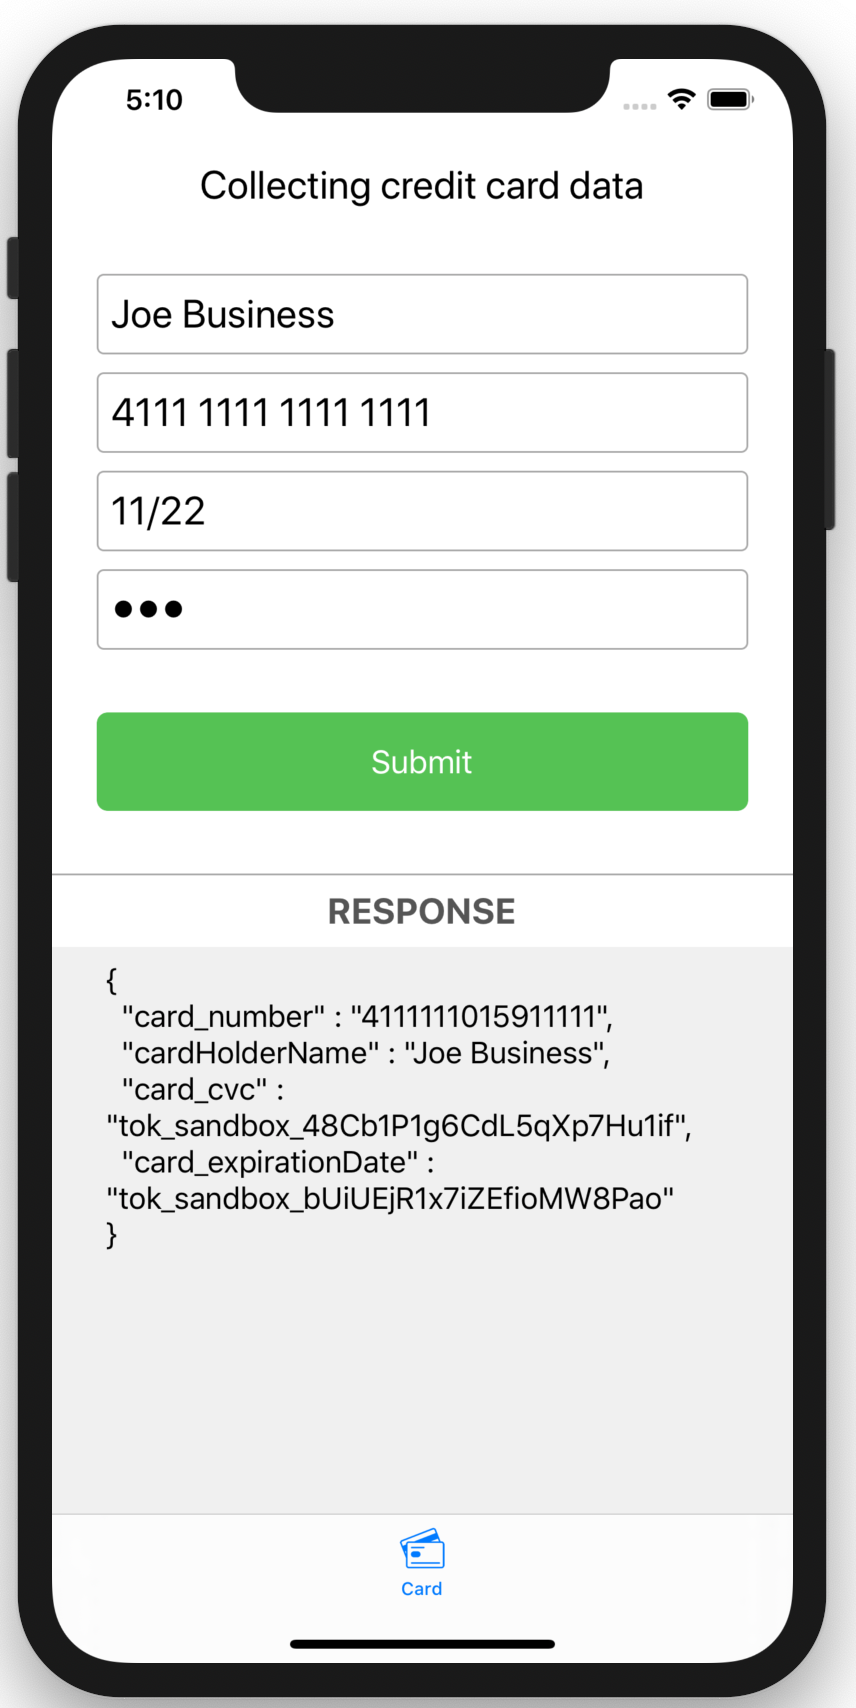 5:10
Collecting credit card data
Joe Business
4111 1111 1111 1111
11/22
●●●
Submit
RESPONSE
{
"card_number" : "4111111015911111",
"cardHolderName" : "Joe Business",
"card_cvc" :
"tok_sandbox_48Cb1P1g6CdL5qXp7Hu1if",
"card_expirationDate" :
"tok_sandbox_bUiUEjR1x7iZEfioMW8Pao"
}
Card